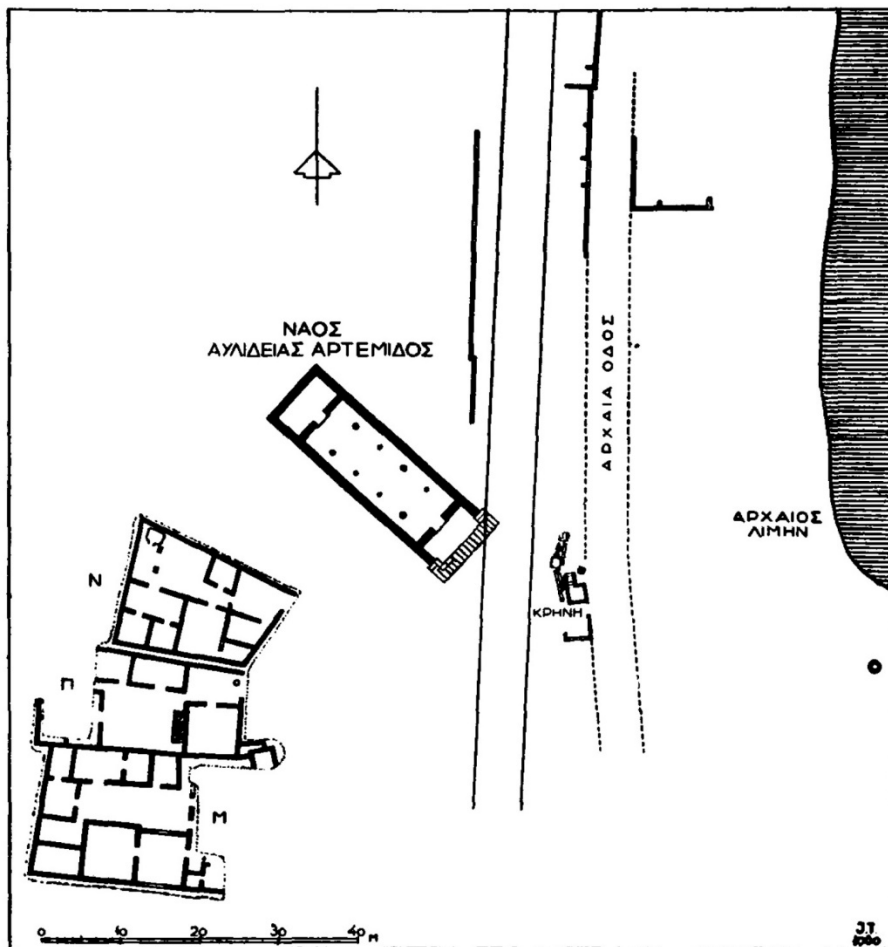 ΝΑΟΣ
ΑΥΛΙΔΕΙΑΣ ΑΡΤΕΜΙΔΟΣ
ΑΡΧΑΙΑ ΟΔΟΣ
ΑΡΧΑΙΟΣ
ΛΙΜΗΝ
Ν
ΚΡΗΝΗ
Π
Μ
0 10 20 30 40 Μ
J.T.